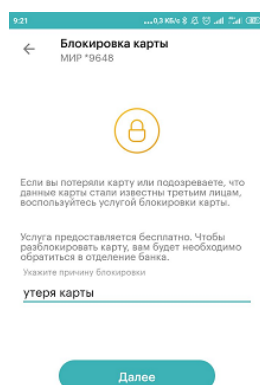 9:21
...0,3 КБ/с
Блокировка карты
МИР *9648
Если вы потеряли карту или подозреваете, что
данные карты стали известны третьим лицам,
воспользуйтесь услугой блокировки карты.
Услуга предоставляется бесплатно. Чтобы
разблокировать карту, вам будет необходимо
обратиться в отделение банка.
Укажите причину блокировки
утеря карты
Далее